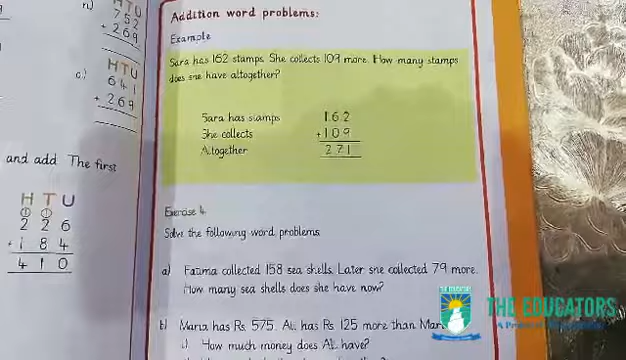 n)
HTU
752
+ 269
o)
HTU
641
+ 269
and add The first
H T U
① ①
2 2 6
+ 1 8 4
4 1 0
Addition word problems:
Example
Sara has 162 stamps. She collects 109 more. How many stamps
does she have altogether?
Sara has stamps 162
She collects +109
Altogether 271
Exercise 4
Solve the following word problems
a) Fatima collected 158 sea shells. Later she collected 79 more.
How many sea shells does she have now?
b) Maria has Rs 575. Ali has Rs 125 more than Mar
i) How much money does Ali have?
THE EDUCATORS